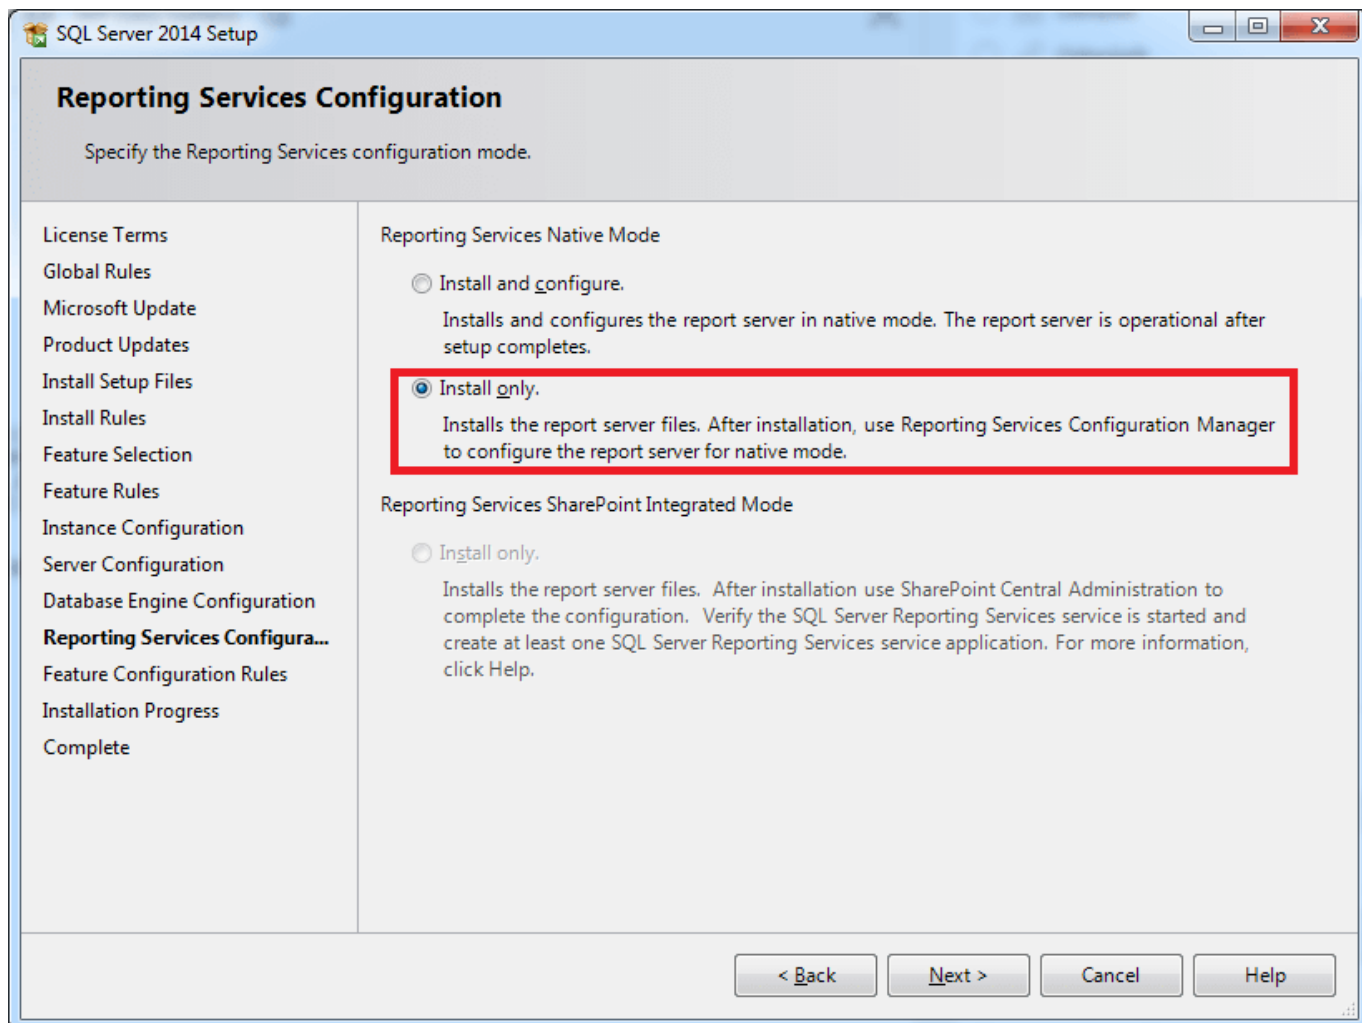 SQL Server 2014 Setup
Reporting Services Configuration
Specify the Reporting Services configuration mode.
License Terms
Global Rules
Microsoft Update
Product Updates
Install Setup Files
Install Rules
Feature Selection
Feature Rules
Instance Configuration
Server Configuration
Database Engine Configuration
Reporting Services Configura...
Feature Configuration Rules
Installation Progress
Complete
Reporting Services Native Mode
Install and configure.
Installs and configures the report server in native mode. The report server is operational after
setup completes.
Install only.
Installs the report server files. After installation, use Reporting Services Configuration Manager
to configure the report server for native mode.
Reporting Services SharePoint Integrated Mode
Install only.
Installs the report server files.  After installation use SharePoint Central Administration to
complete the configuration.  Verify the SQL Server Reporting Services service is started and
create at least one SQL Server Reporting Services service application. For more information,
click Help.
< Back
Next >
Cancel
Help